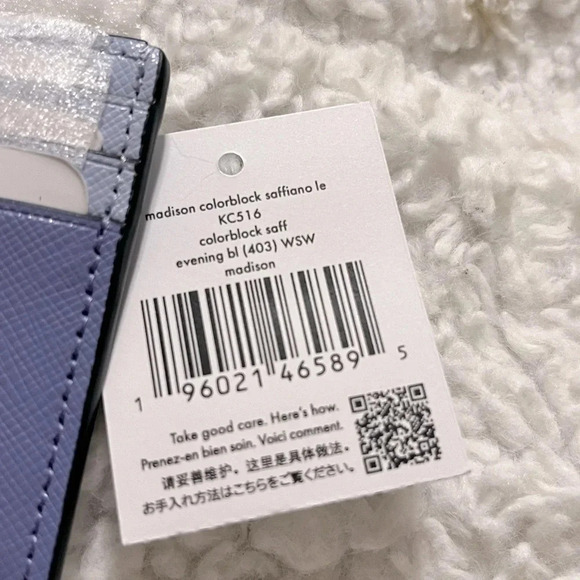 madison colorblock saffiano le
KC516
colorblock saff
evening bl (403) WSW
madison
1 96021 46589 5
Take good care. Here's how.
Prenez-en bien soin. Voici comment.
请妥善维护。这里是具体做法。
お手入れ方法はこちらをご覧ください。